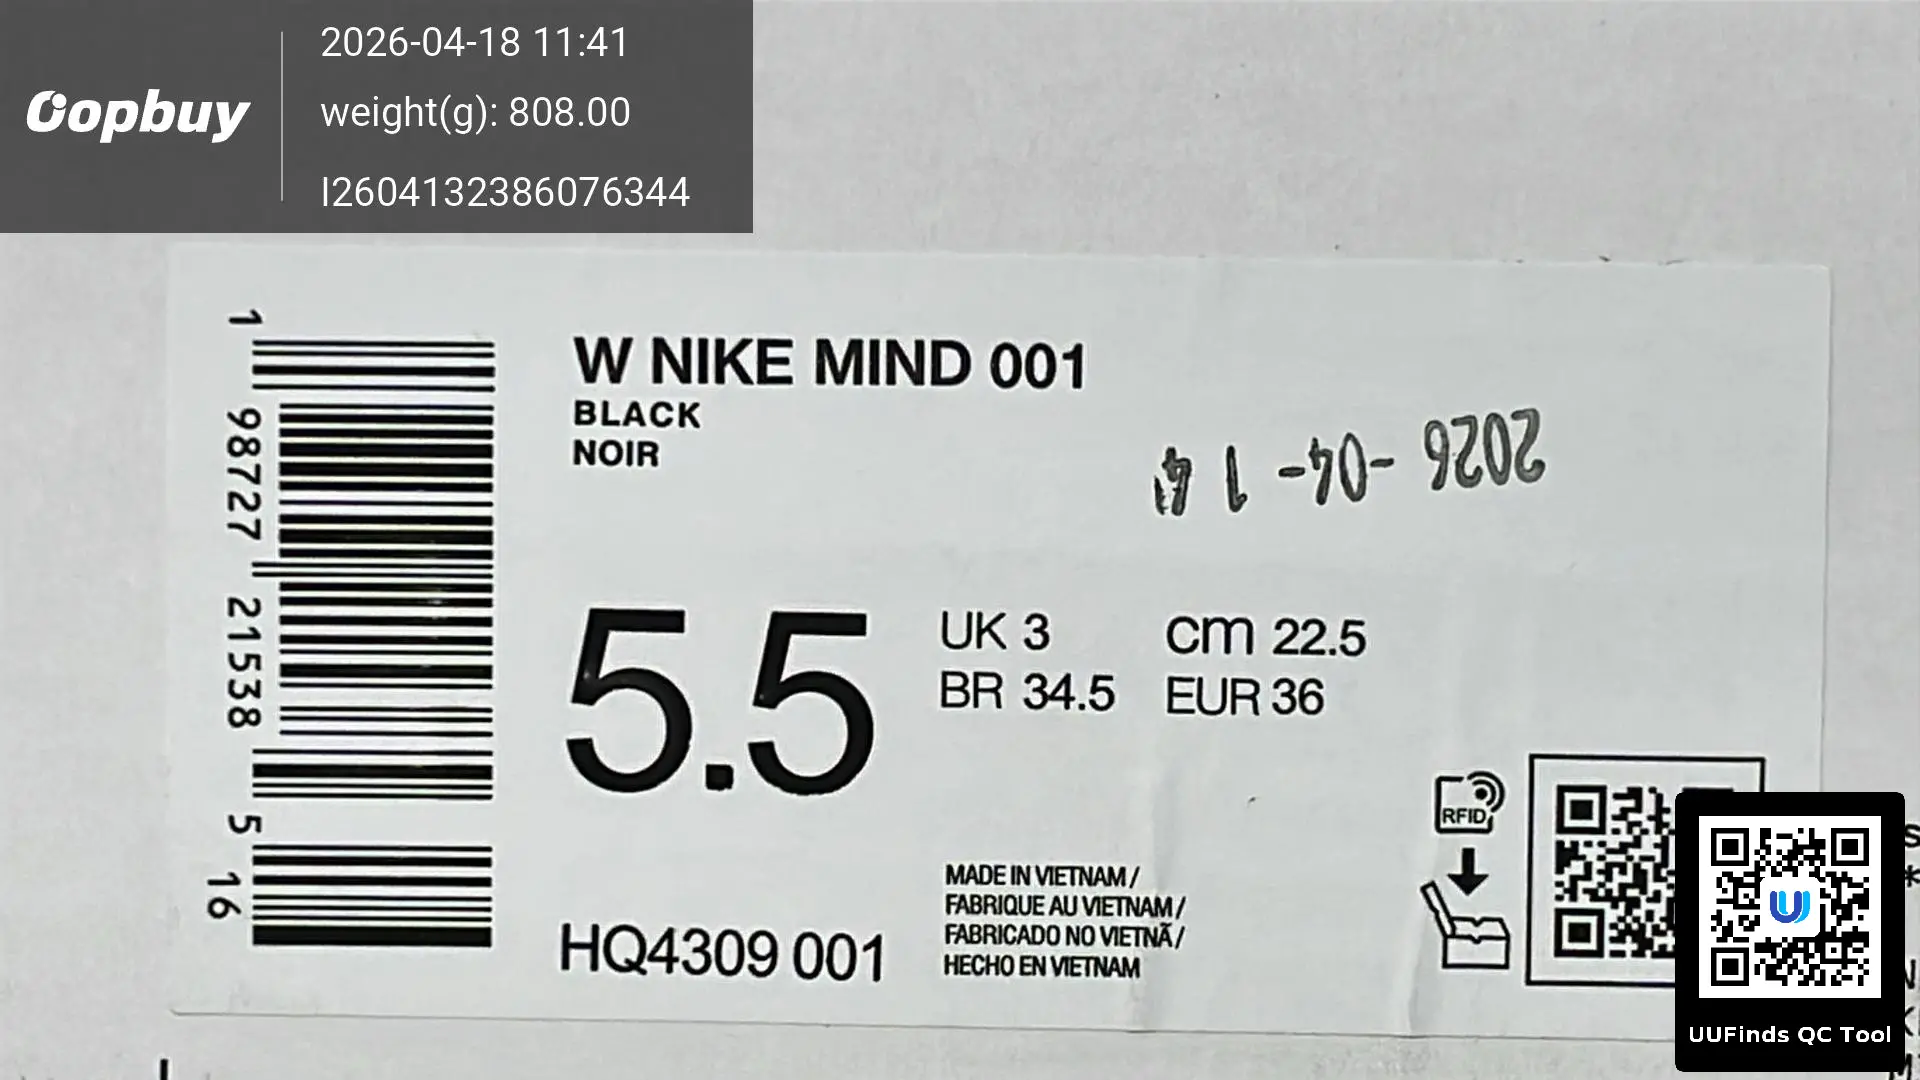 Oopbuy
2026-04-18 11:41
weight(g): 808.00
I2604132386076344
1
98727
21538
5
16
W NIKE MIND 001
BLACK
NOIR
2026-04-14
5.5
UK 3
CM 22.5
BR 34.5
EUR 36
HQ4309 001
MADE IN VIETNAM/
FABRIQUE AU VIETNAM/
FABRICADO NO VIETNÃ/
HECHO EN VIETNAM
RFID
UUFinds QC Tool